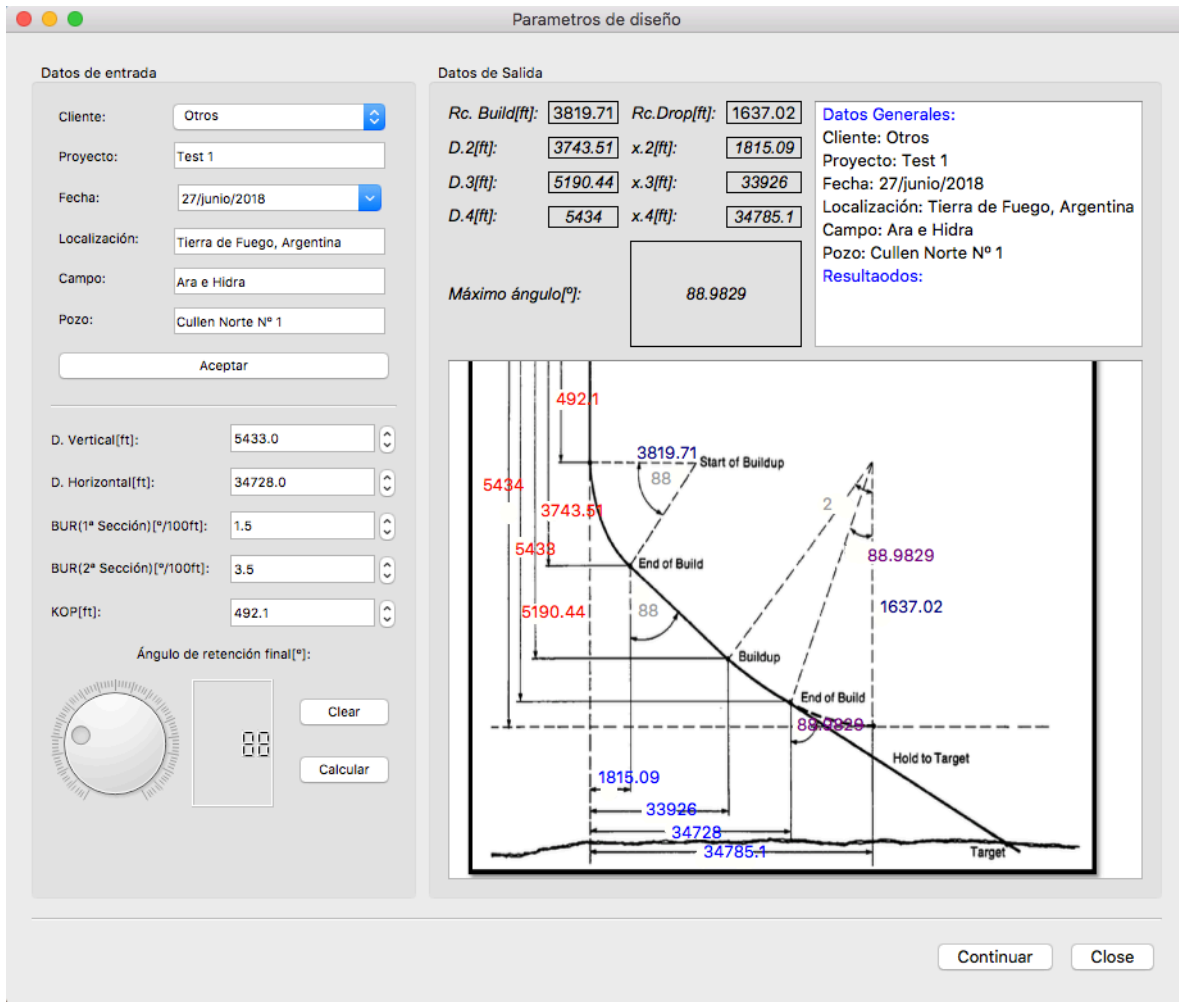 Parametros de diseño
Datos de entrada
Cliente: Otros
Proyecto: Test 1
Fecha: 27/junio/2018
Localización: Tierra de Fuego, Argentina
Campo: Ara e Hidra
Pozo: Cullen Norte Nº 1
Aceptar
D. Vertical[ft]: 5433.0
D. Horizontal[ft]: 34728.0
BUR(1ª Sección)[º/100ft]: 1.5
BUR(2ª Sección)[º/100ft]: 3.5
KOP[ft]: 492.1
Ángulo de retención final[º]:
88
Clear
Calcular
Datos de Salida
Rc. Build[ft]: 3819.71 Rc.Drop[ft]: 1637.02
D.2[ft]: 3743.51 x.2[ft]: 1815.09
D.3[ft]: 5190.44 x.3[ft]: 33926
D.4[ft]: 5434 x.4[ft]: 34785.1
Máximo ángulo[º]: 88.9829
Datos Generales:
Cliente: Otros
Proyecto: Test 1
Fecha: 27/junio/2018
Localización: Tierra de Fuego, Argentina
Campo: Ara e Hidra
Pozo: Cullen Norte Nº 1
Resultaodos:
492.1
3819.71
Start of Buildup
88
5434
2
3743.51
5433
88.9829
End of Build
5190.44
88
1637.02
Buildup
End of Build
88.9829
Hold to Target
1815.09
33926
34728
34785.1
Target
Continuar
Close